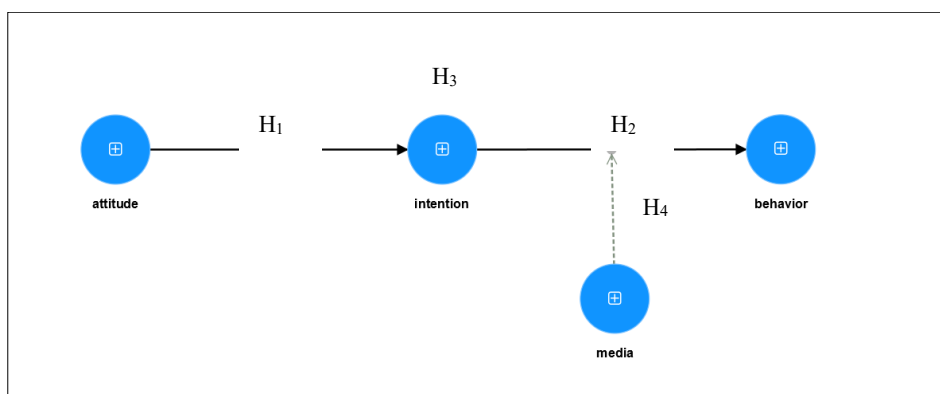 H₃
H₁
H₂
attitude
intention
behavior
H₄
media